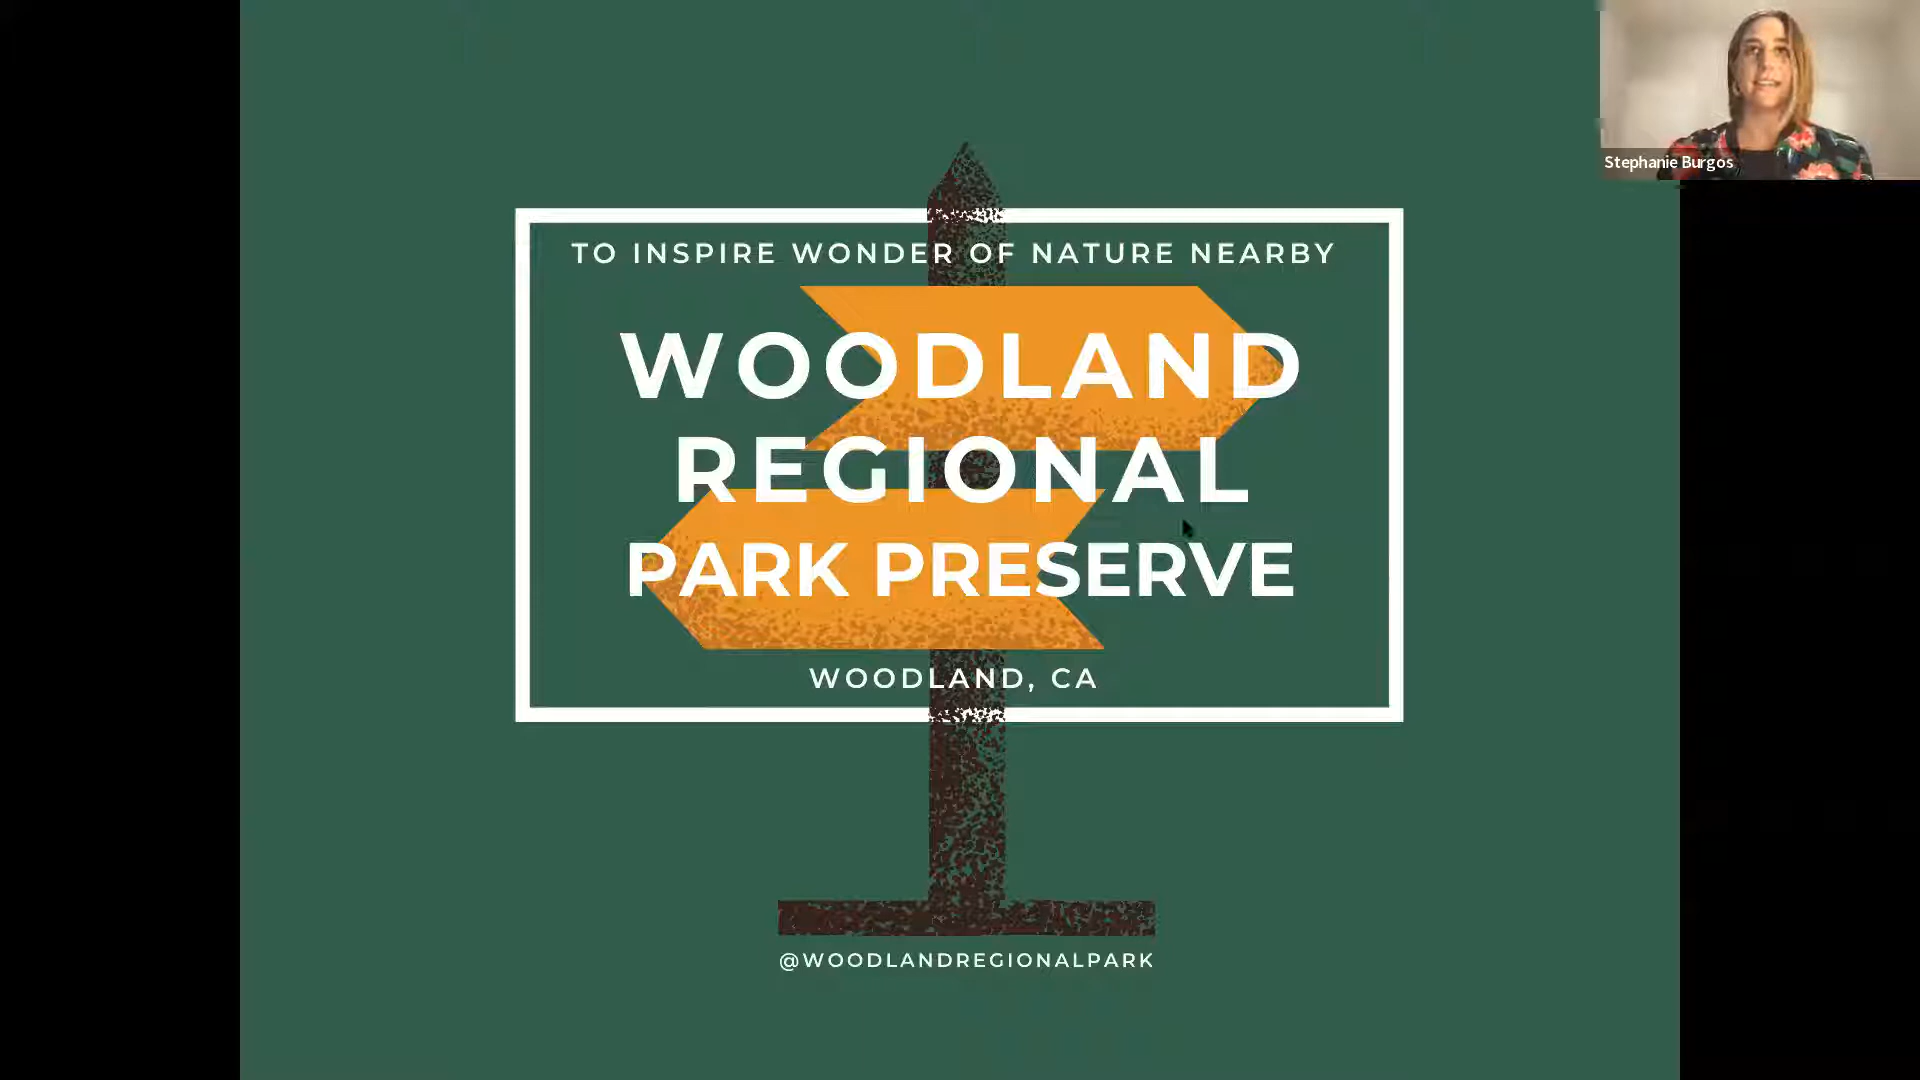 Stephanie Burgos
TO INSPIRE WONDER OF NATURE NEARBY
WOODLAND
REGIONAL
PARK PRESERVE
WOODLAND, CA
@WOODLANDREGIONALPARK